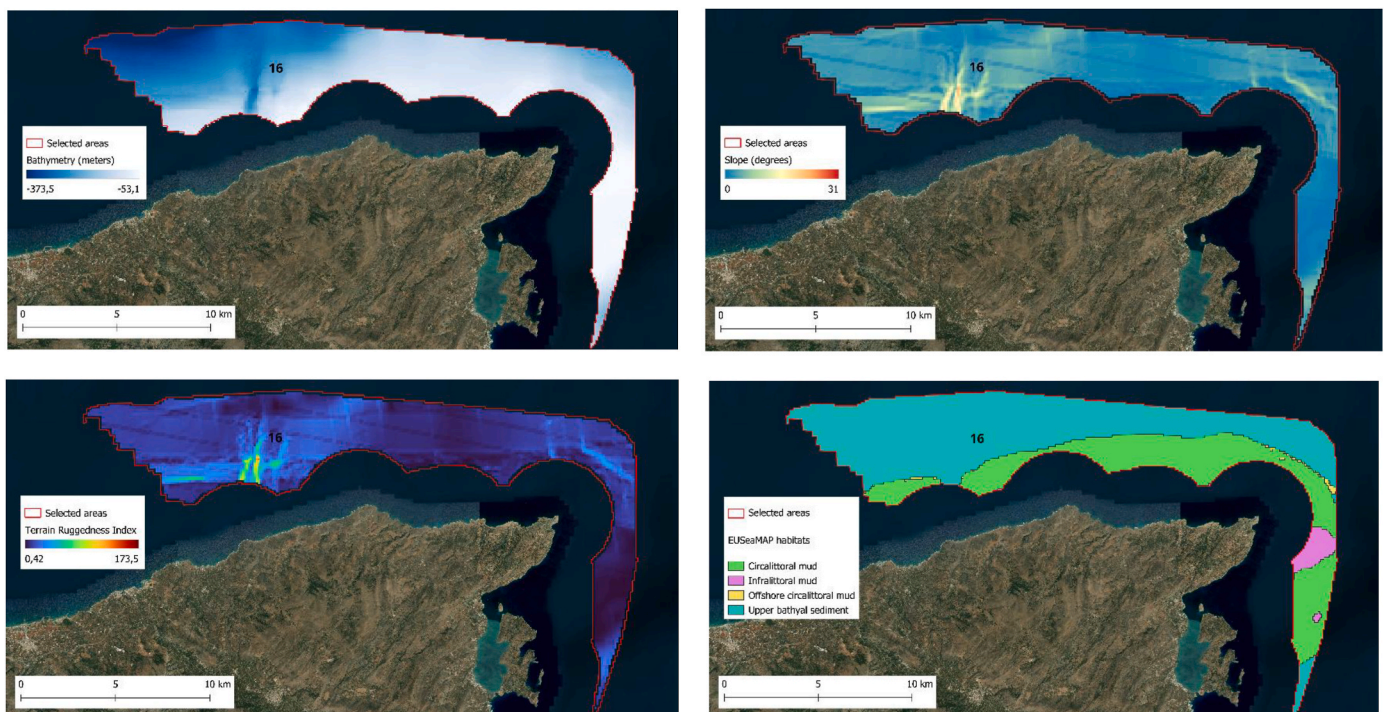 16
Selected areas
Bathymetry (meters)
-373,5 -53,1
0 5 10 km
16
Selected areas
Slope (degrees)
0 31
0 5 10 km
16
Selected areas
Terrain Ruggedness Index
0,42 173,5
0 5 10 km
16
Selected areas
EUSeaMAP habitats
Circalittoral mud
Infralittoral mud
Offshore circalittoral mud
Upper bathyal sediment
0 5 10 km